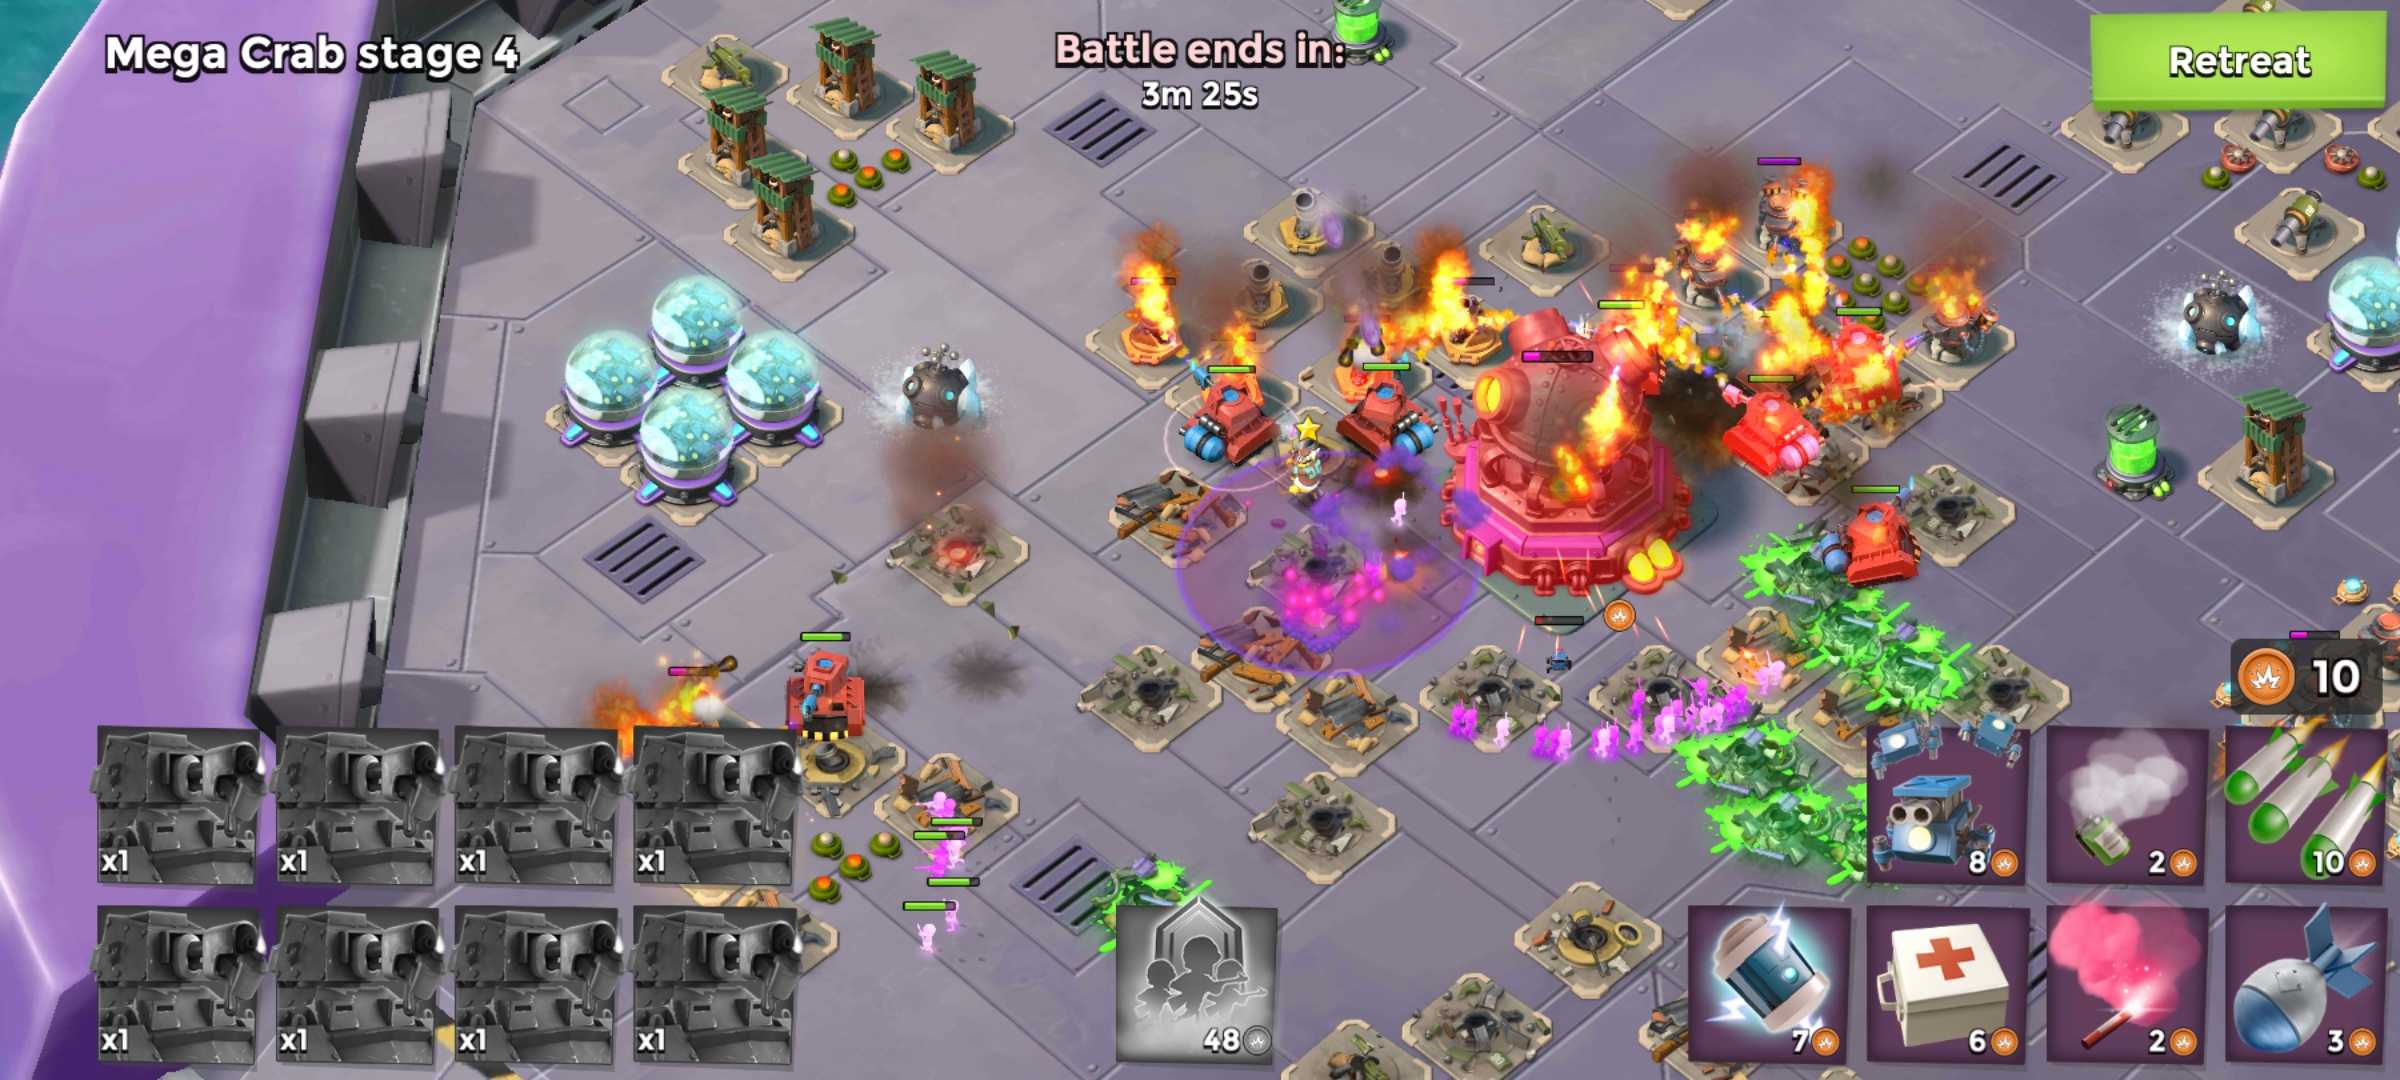 Mega Crab stage 4
Battle ends in:
3m 25s
Retreat
10
x1
x1
x1
x1
8
2
10
x1
x1
x1
x1
48
7
6
2
3